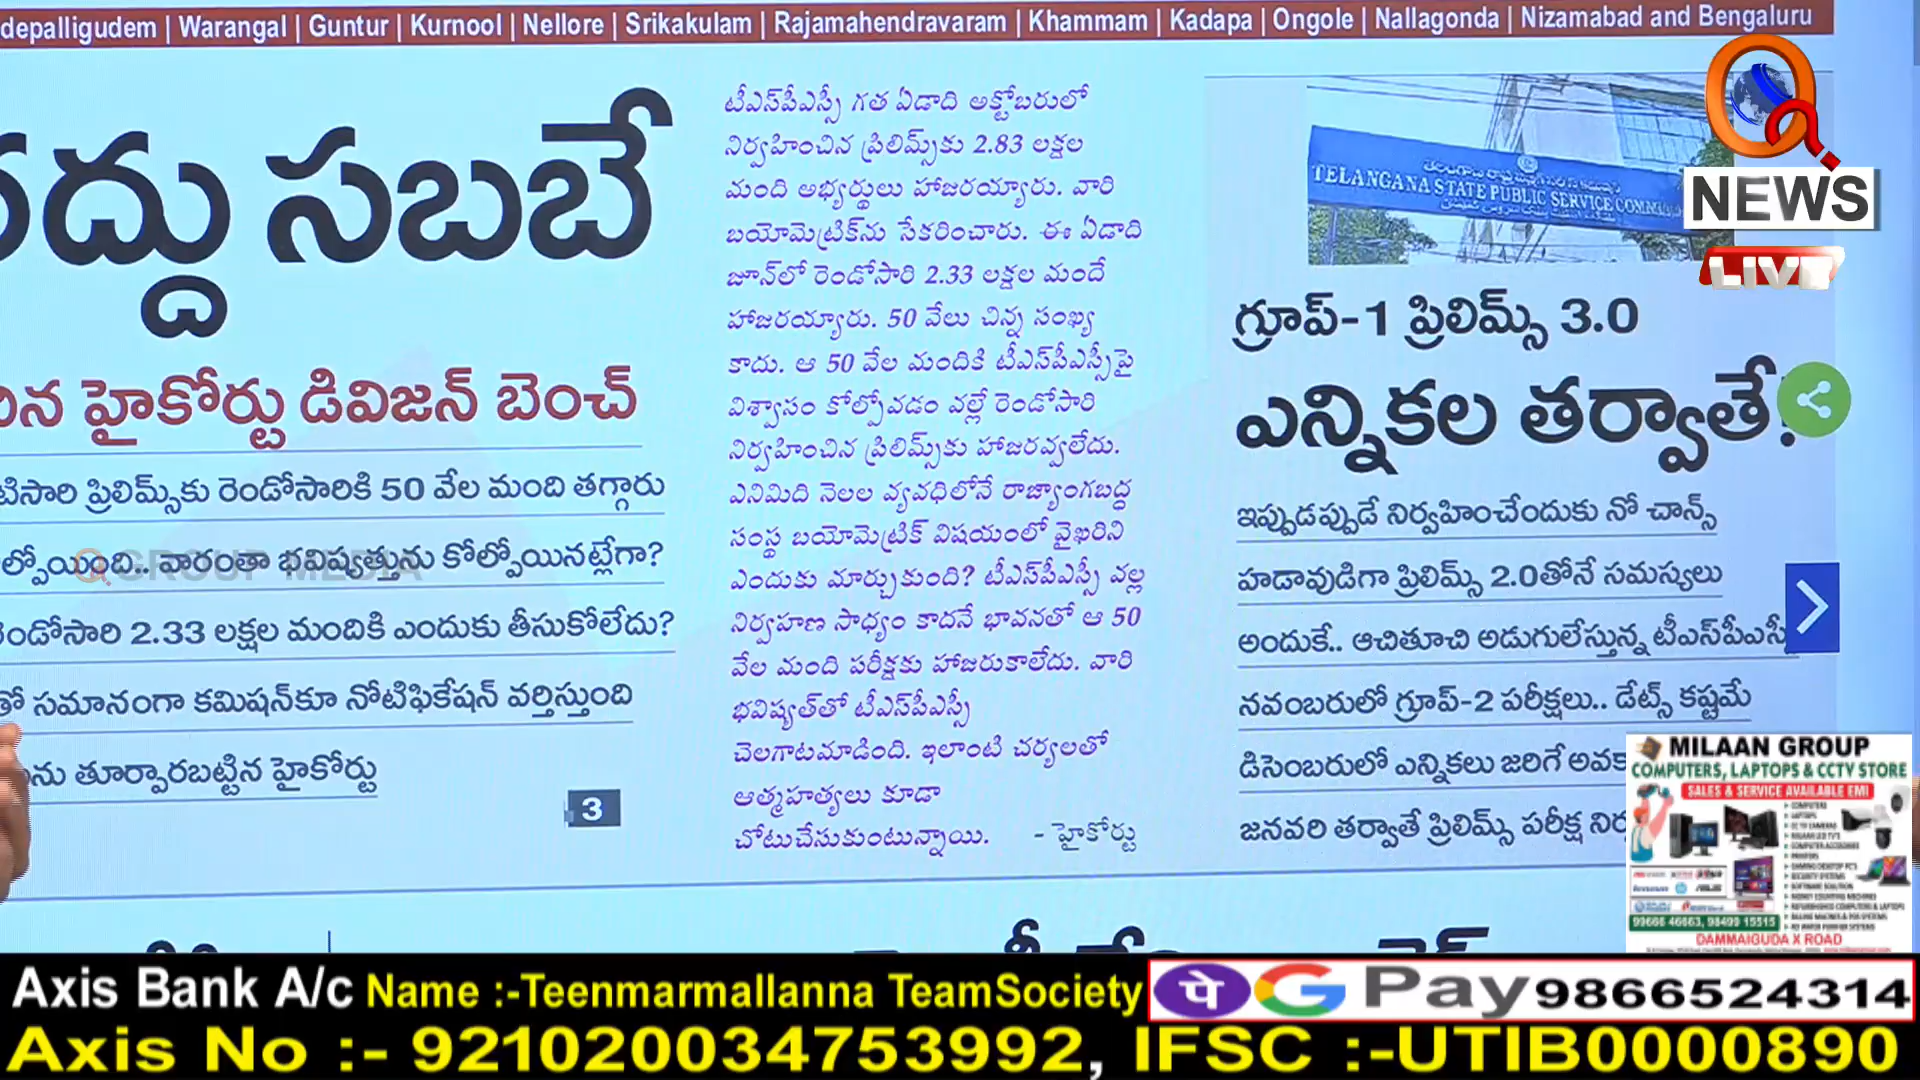 depalligudem | Warangal | Guntur | Kurnool | Nellore | Srikakulam | Rajamahendravaram | Khammam | Kadapa | Ongole | Nallagonda | Nizamabad and Bengaluru
సబబే
హైకోర్టు డివిజన్ బెంచ్
ప్రిలిమ్స్‌కు రెండోసారికి 50 వేల మంది తగ్గారు
వారంతా భవిష్యత్తును కోల్పోయినట్లేగా?
2.33 లక్షల మందికి ఎందుకు తీసుకోలేదు?
సమానంగా కమిషన్‌కూ నోటిఫికేషన్ వర్తిస్తుంది
తూర్పారబట్టిన హైకోర్టు
3
టీఎస్‌పీఎస్సీ గత ఏడాది అక్టోబరులో
నిర్వహించిన ప్రిలిమ్స్‌కు 2.83 లక్షల
మంది అభ్యర్థులు హాజరయ్యారు. వారి
బయోమెట్రిక్‌ను సేకరించారు. ఈ ఏడాది
జూన్‌లో రెండోసారి 2.33 లక్షల మందే
హాజరయ్యారు. 50 వేలు చిన్న సంఖ్య
కాదు. ఆ 50 వేల మందికి టీఎస్‌పీఎస్సీపై
విశ్వాసం కోల్పోవడం వల్లే రెండోసారి
నిర్వహించిన ప్రిలిమ్స్‌కు హాజరవ్వలేదు.
ఎనిమిది నెలల వ్యవధిలోనే రాజ్యాంగబద్ధ
సంస్థ బయోమెట్రిక్ విషయంలో వైఖరిని
ఎందుకు మార్చుకుంది? టీఎస్‌పీఎస్సీ వల్ల
నిర్వహణ సాధ్యం కాదనే భావనతో ఆ 50
వేల మంది పరీక్షకు హాజరుకాలేదు. వారి
భవిష్యత్‌తో టీఎస్‌పీఎస్సీ
చెలగాటమాడింది. ఇలాంటి చర్యలతో
ఆత్మహత్యలు కూడా
చోటుచేసుకుంటున్నాయి. - హైకోర్టు
TELANGANA STATE PUBLIC SERVICE
గ్రూప్-1 ప్రిలిమ్స్ 3.0
ఎన్నికల తర్వాతే!
ఇప్పుడప్పుడే నిర్వహించేందుకు నో చాన్స్
హడావుడిగా ప్రిలిమ్స్ 2.0తోనే సమస్యలు
అందుకే.. ఆచితూచి అడుగులేస్తున్న టీఎస్‌పీఎస్సీ
నవంబరులో గ్రూప్-2 పరీక్షలు.. డేట్స్ కష్టమే
డిసెంబరులో ఎన్నికలు జరిగే
జనవరి తర్వాతే ప్రిలిమ్స్ పరీక్ష
Q
NEWS
LIVE
Q GROUP MEDIA
MILAAN GROUP
COMPUTERS, LAPTOPS & CCTV STORE
SALES & SERVICE AVAILABLE EMI
99666 46663, 98499 15515
DAMMAIGUDA X ROAD
Axis Bank A/c Name :-Teenmarmallanna TeamSociety
G Pay 9866524314
Axis No :- 921020034753992, IFSC :-UTIB0000890